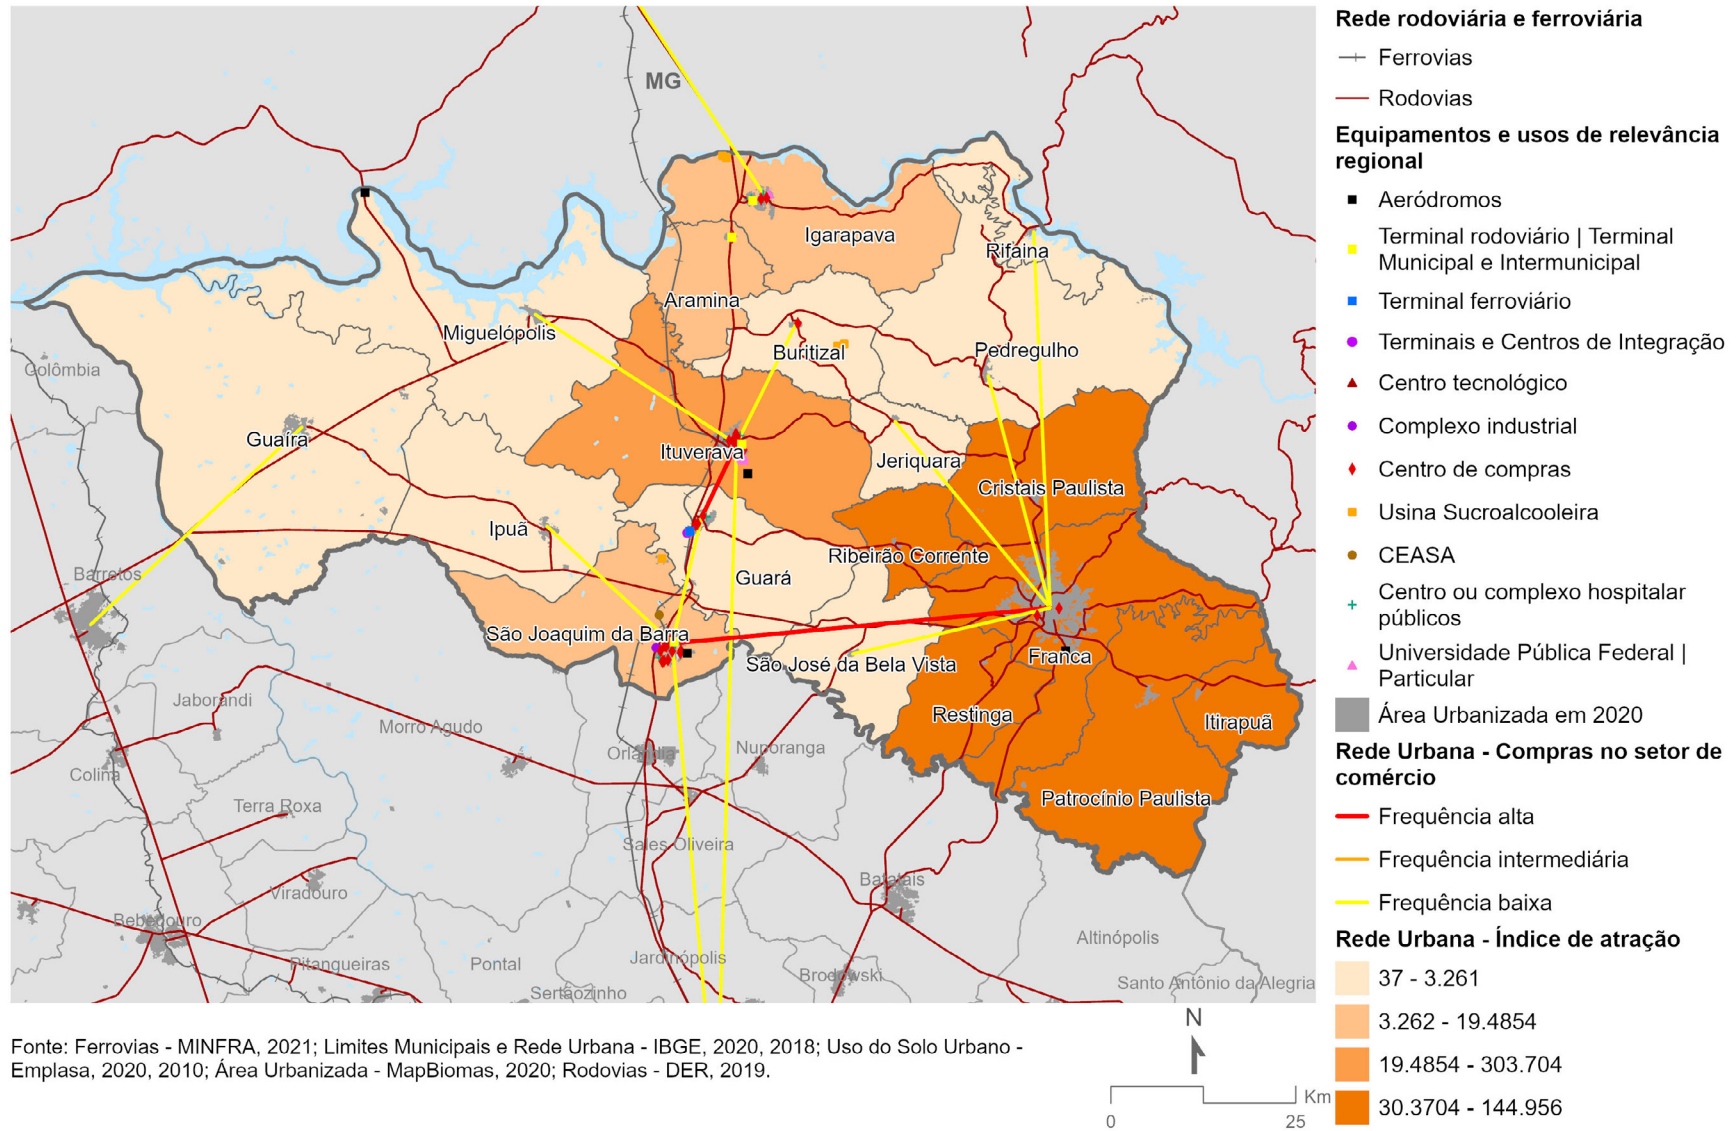 MG
Igarapava
Rifaina
Aramina
Miguelópolis
Buritizal
Pedregulho
Colômbia
Guaíra
Ituverava
Jeriquara
Cristais Paulista
Ipuã
Ribeirão Corrente
Barretos
Guará
São Joaquim da Barra
Franca
São José da Bela Vista
Jaborandi
Morro Agudo
Restinga
Itirapuã
Orlândia
Nuporanga
Colina
Terra Roxa
Patrocínio Paulista
Sales Oliveira
Viradouro
Batatais
Bebedouro
Altinópolis
Pitangueiras
Pontal
Jardinópolis
Brodowski
Santo Antônio da Alegria
Sertãozinho
Rede rodoviária e ferroviária
Ferrovias
Rodovias
Equipamentos e usos de relevância
regional
Aeródromos
Terminal rodoviário | Terminal
Municipal e Intermunicipal
Terminal ferroviário
Terminais e Centros de Integração
Centro tecnológico
Complexo industrial
Centro de compras
Usina Sucroalcooleira
CEASA
Centro ou complexo hospitalar
públicos
Universidade Pública Federal |
Particular
Área Urbanizada em 2020
Rede Urbana - Compras no setor de
comércio
Frequência alta
Frequência intermediária
Frequência baixa
Rede Urbana - Índice de atração
37 - 3.261
3.262 - 19.4854
19.4854 - 303.704
30.3704 - 144.956
N
Km
0 25
Fonte: Ferrovias - MINFRA, 2021; Limites Municipais e Rede Urbana - IBGE, 2020, 2018; Uso do Solo Urbano -
Emplasa, 2020, 2010; Área Urbanizada - MapBiomas, 2020; Rodovias - DER, 2019.